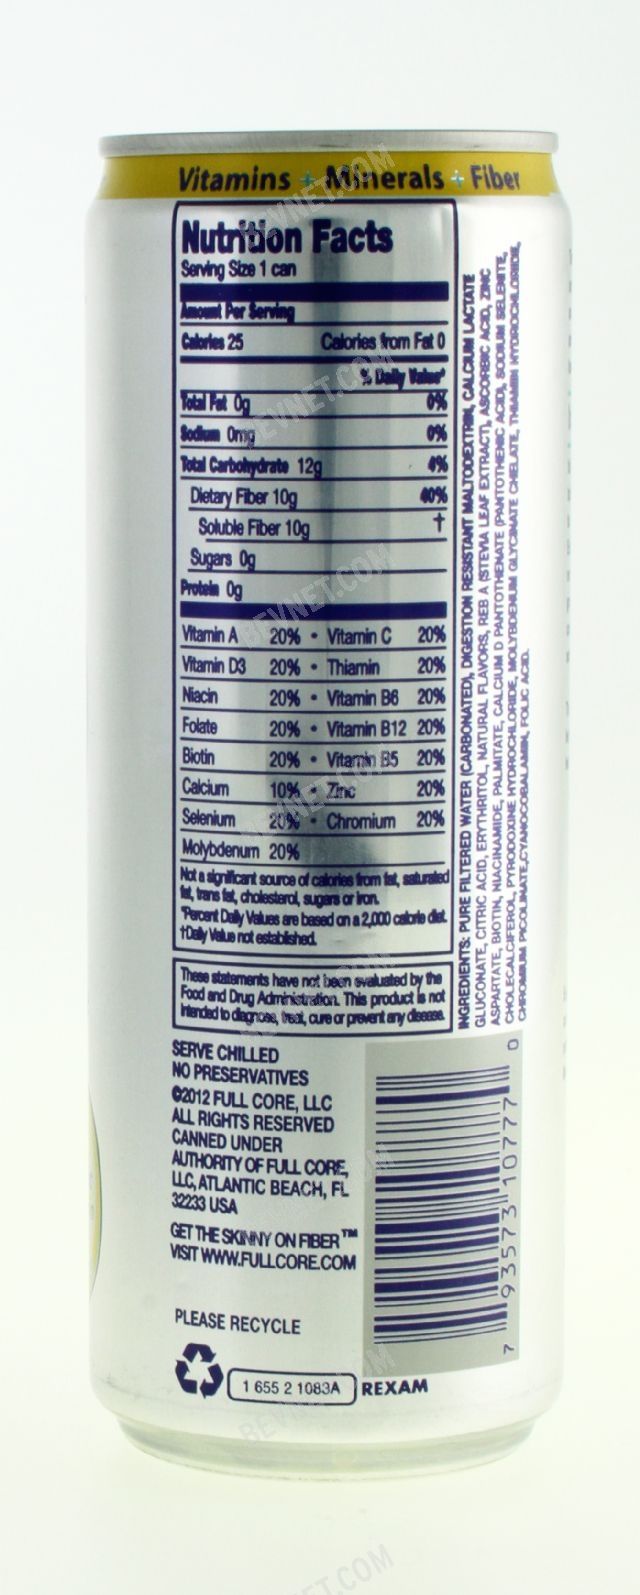 Vitamins + Minerals + Fiber
Nutrition Facts
Serving Size 1 can
Amount Per Serving
Calories 25 Calories from Fat 0
% Daily Value*
Total Fat 0g 0%
Sodium 0mg 0%
Total Carbohydrate 12g 4%
Dietary Fiber 10g 40%
Soluble Fiber 10g †
Sugars 0g
Protein 0g
Vitamin A 20% • Vitamin C 20%
Vitamin D3 20% • Thiamin 20%
Niacin 20% • Vitamin B6 20%
Folate 20% • Vitamin B12 20%
Biotin 20% • Vitamin B5 20%
Calcium 10% • Zinc 20%
Selenium 20% • Chromium 20%
Molybdenum 20%
Not a significant source of calories from fat, saturated
fat, trans fat, cholesterol, sugars or iron.
*Percent Daily Values are based on a 2,000 calorie diet.
†Daily Value not established.
These statements have not been evaluated by the
Food and Drug Administration. This product is not
intended to diagnose, treat, cure or prevent any disease.
INGREDIENTS: PURE FILTERED WATER (CARBONATED), DIGESTION RESISTANT MALTODEXTRIN, CALCIUM LACTATE
GLUCONATE, CITRIC ACID, ERYTHRITOL, NATURAL FLAVORS, REB A (STEVIA LEAF EXTRACT), ASCORBIC ACID, ZINC
ASPARTATE, BIOTIN, NIACINAMIDE, PALMITATE, CALCIUM D PANTOTHENATE (PANTOTHENIC ACID), SODIUM SELENITE,
CHOLECALCIFEROL, PYRODOXINE HYDROCHLORIDE, MOLYBDENUM GLYCINATE CHELATE, THIAMIN HYDROCHLORIDE,
CHROMIUM PICOLINATE, CYANOCOBALAMIN, FOLIC ACID.
SERVE CHILLED
NO PRESERVATIVES
©2012 FULL CORE, LLC
ALL RIGHTS RESERVED
CANNED UNDER
AUTHORITY OF FULL CORE,
LLC, ATLANTIC BEACH, FL
32233 USA
GET THE SKINNY ON FIBER™
VISIT WWW.FULLCORE.COM
7 93573 10777 0
PLEASE RECYCLE
1 655 2 1083A REXAM
BEVNET.COM